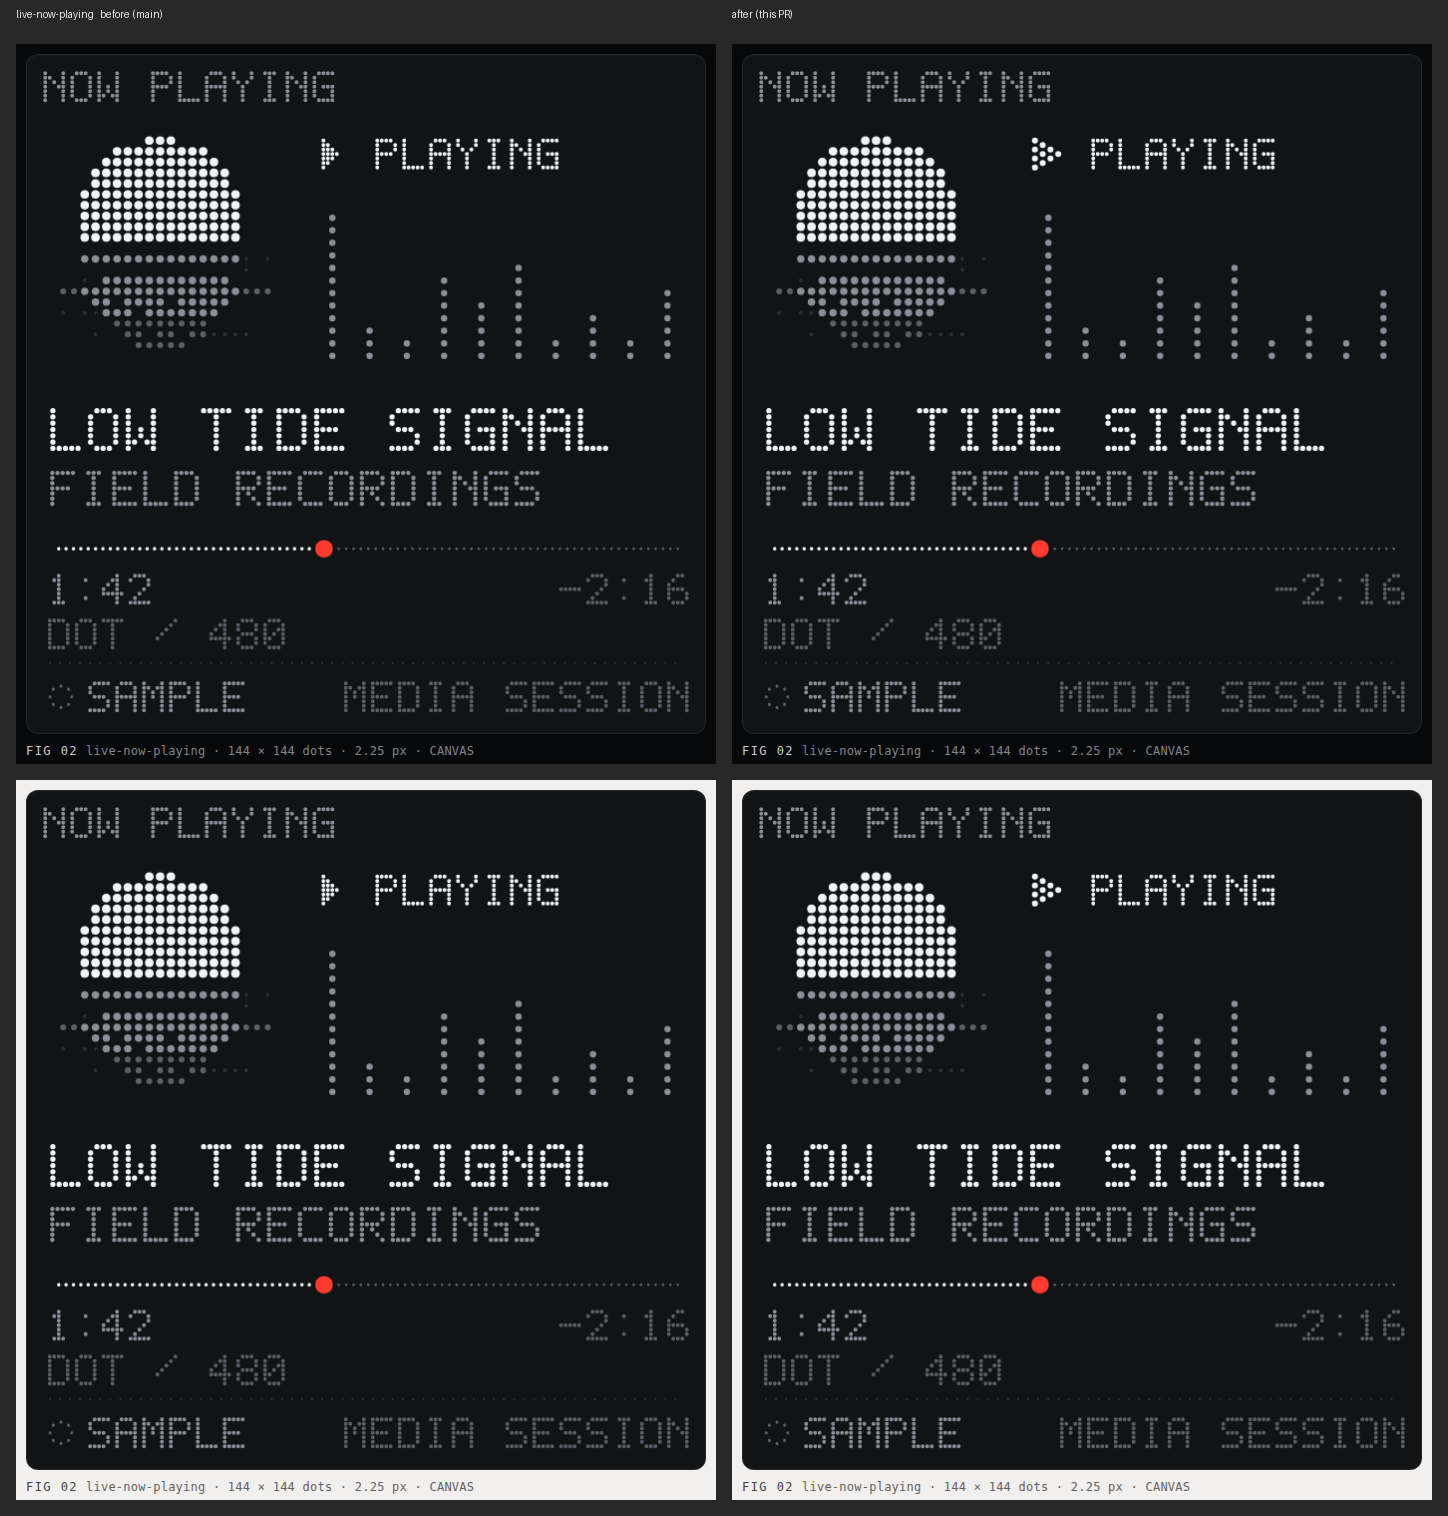 live-now-playing before (main)
after (this PR)
NOW PLAYING
PLAYING
LOW TIDE SIGNAL
FIELD RECORDINGS
1:42
-2:16
DOT / 480
SAMPLE
MEDIA SESSION
FIG 02 live-now-playing · 144 × 144 dots · 2.25 px · CANVAS
NOW PLAYING
PLAYING
LOW TIDE SIGNAL
FIELD RECORDINGS
1:42
-2:16
DOT / 480
SAMPLE
MEDIA SESSION
FIG 02 live-now-playing · 144 × 144 dots · 2.25 px · CANVAS
NOW PLAYING
PLAYING
LOW TIDE SIGNAL
FIELD RECORDINGS
1:42
-2:16
DOT / 480
SAMPLE
MEDIA SESSION
FIG 02 live-now-playing · 144 × 144 dots · 2.25 px · CANVAS
NOW PLAYING
PLAYING
LOW TIDE SIGNAL
FIELD RECORDINGS
1:42
-2:16
DOT / 480
SAMPLE
MEDIA SESSION
FIG 02 live-now-playing · 144 × 144 dots · 2.25 px · CANVAS